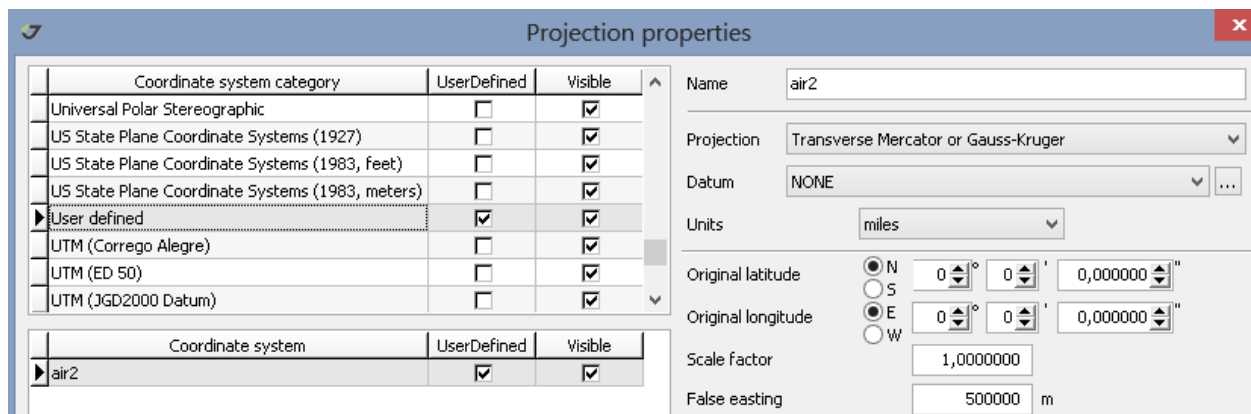 Projection properties
Coordinate system category UserDefined Visible
Universal Polar Stereographic
US State Plane Coordinate Systems (1927)
US State Plane Coordinate Systems (1983, feet)
US State Plane Coordinate Systems (1983, meters)
User defined
UTM (Corrego Alegre)
UTM (ED 50)
UTM (JGD2000 Datum)
Coordinate system UserDefined Visible
air2
Name air2
Projection Transverse Mercator or Gauss-Kruger
Datum NONE ...
Units miles
Original latitude N S 0 ° 0 ' 0,000000 "
Original longitude E W 0 ° 0 ' 0,000000 "
Scale factor 1,0000000
False easting 500000 m